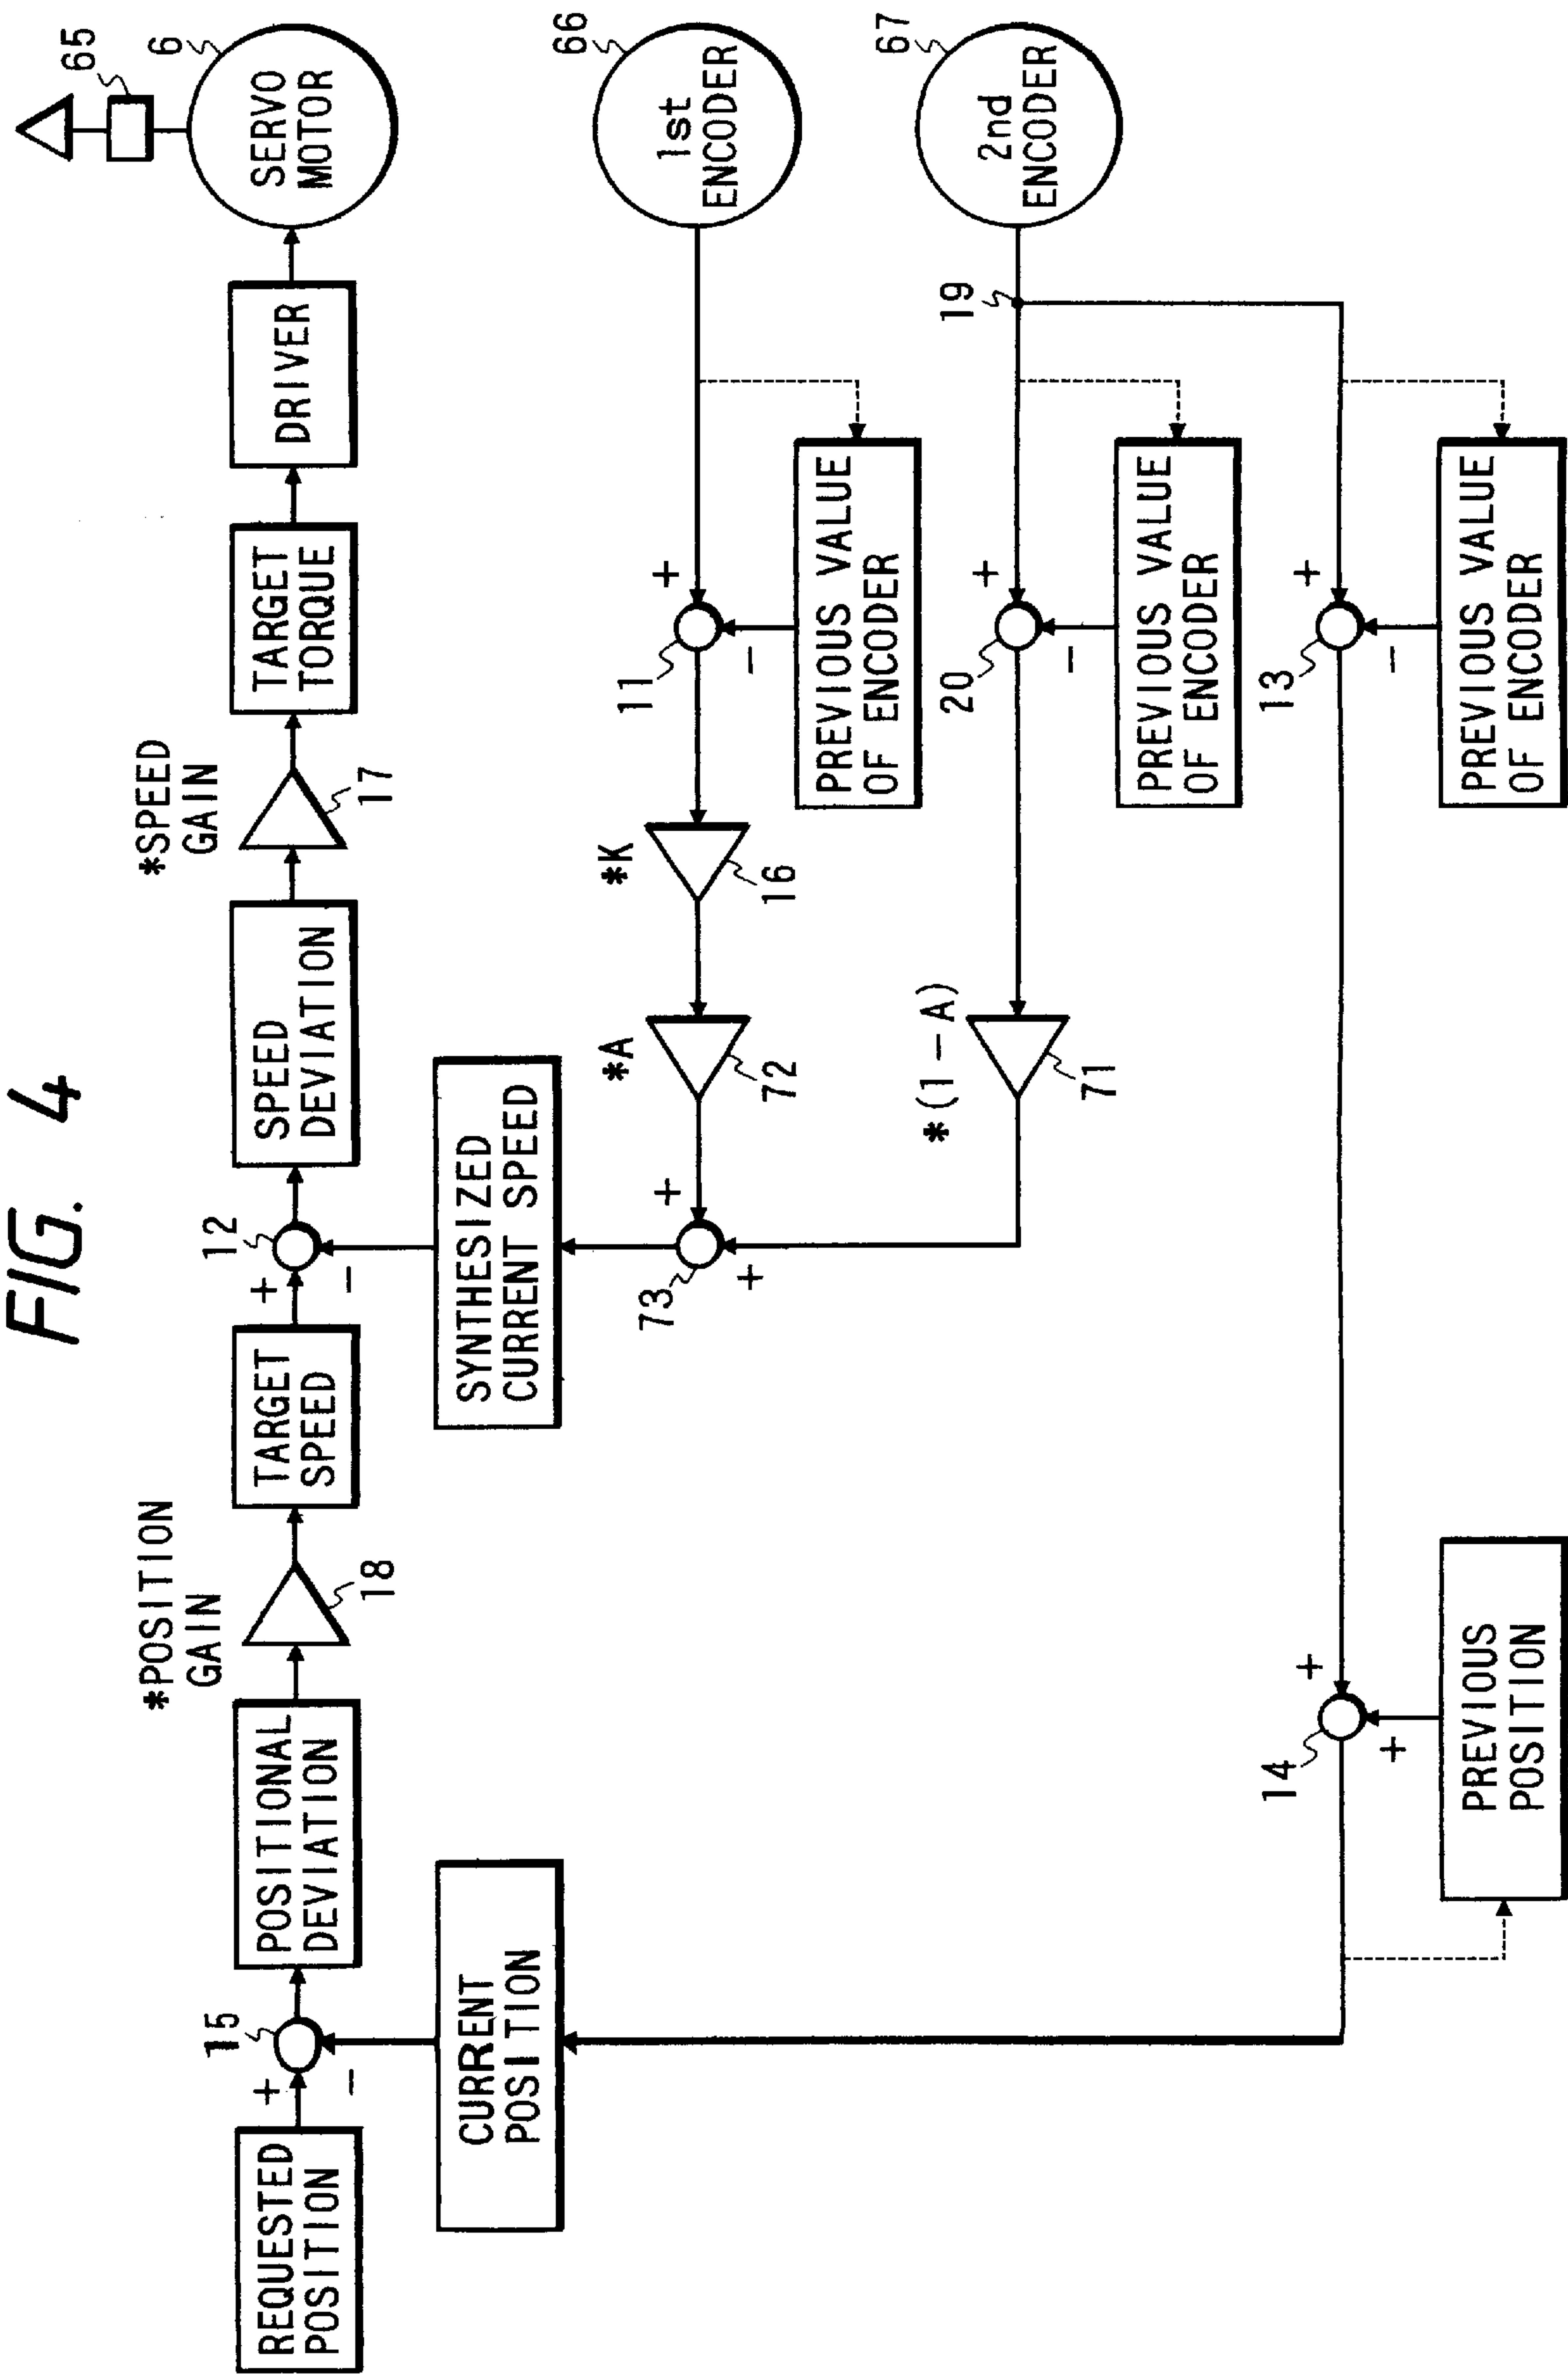 FIG. 4
REQUESTED
POSITION
+
-
15
POSITIONAL
DEVIATION
*POSITION
GAIN
18
TARGET
SPEED
+
-
12
SPEED
DEVIATION
*SPEED
GAIN
17
TARGET
TORQUE
DRIVER
SERVO
MOTOR
6
65
CURRENT
POSITION
SYNTHESIZED
CURRENT SPEED
73
+
+
*A
72
*K
16
11
+
-
PREVIOUS VALUE
OF ENCODER
1st
ENCODER
66
*(1-A)
71
20
+
-
PREVIOUS VALUE
OF ENCODER
19
2nd
ENCODER
67
14
+
+
PREVIOUS
POSITION
13
+
-
PREVIOUS VALUE
OF ENCODER